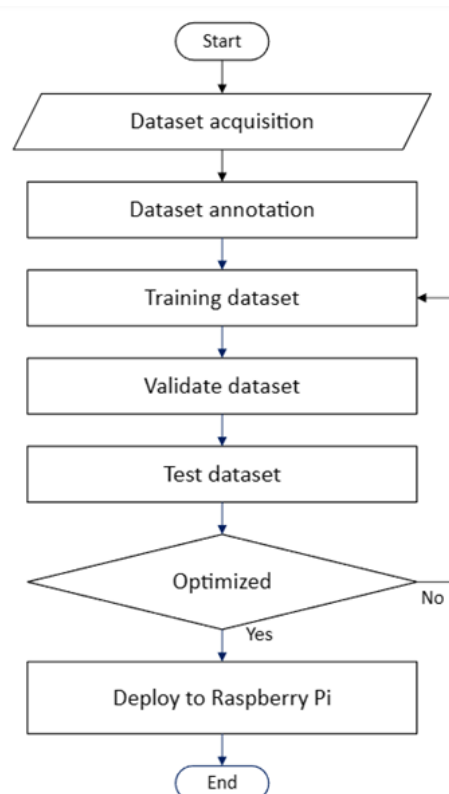 Start
Dataset acquisition
Dataset annotation
Training dataset
Validate dataset
Test dataset
Optimized
No
Yes
Deploy to Raspberry Pi
End